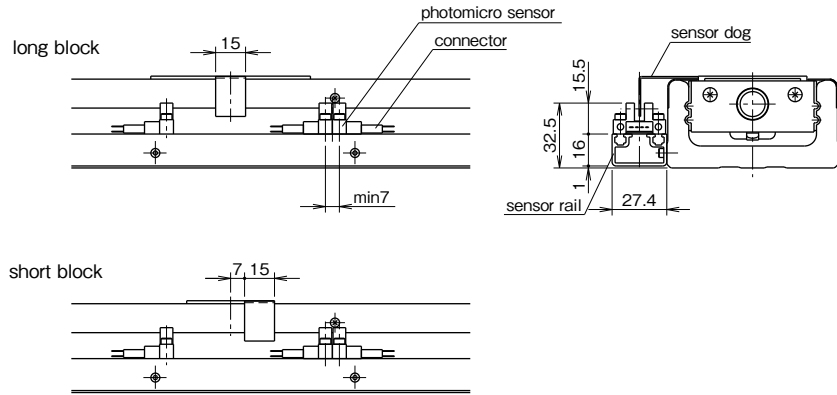 photomicro sensor
long block
15
connector
sensor dog
15.5
32.5
16
1
min7
sensor rail
27.4
short block
7
15